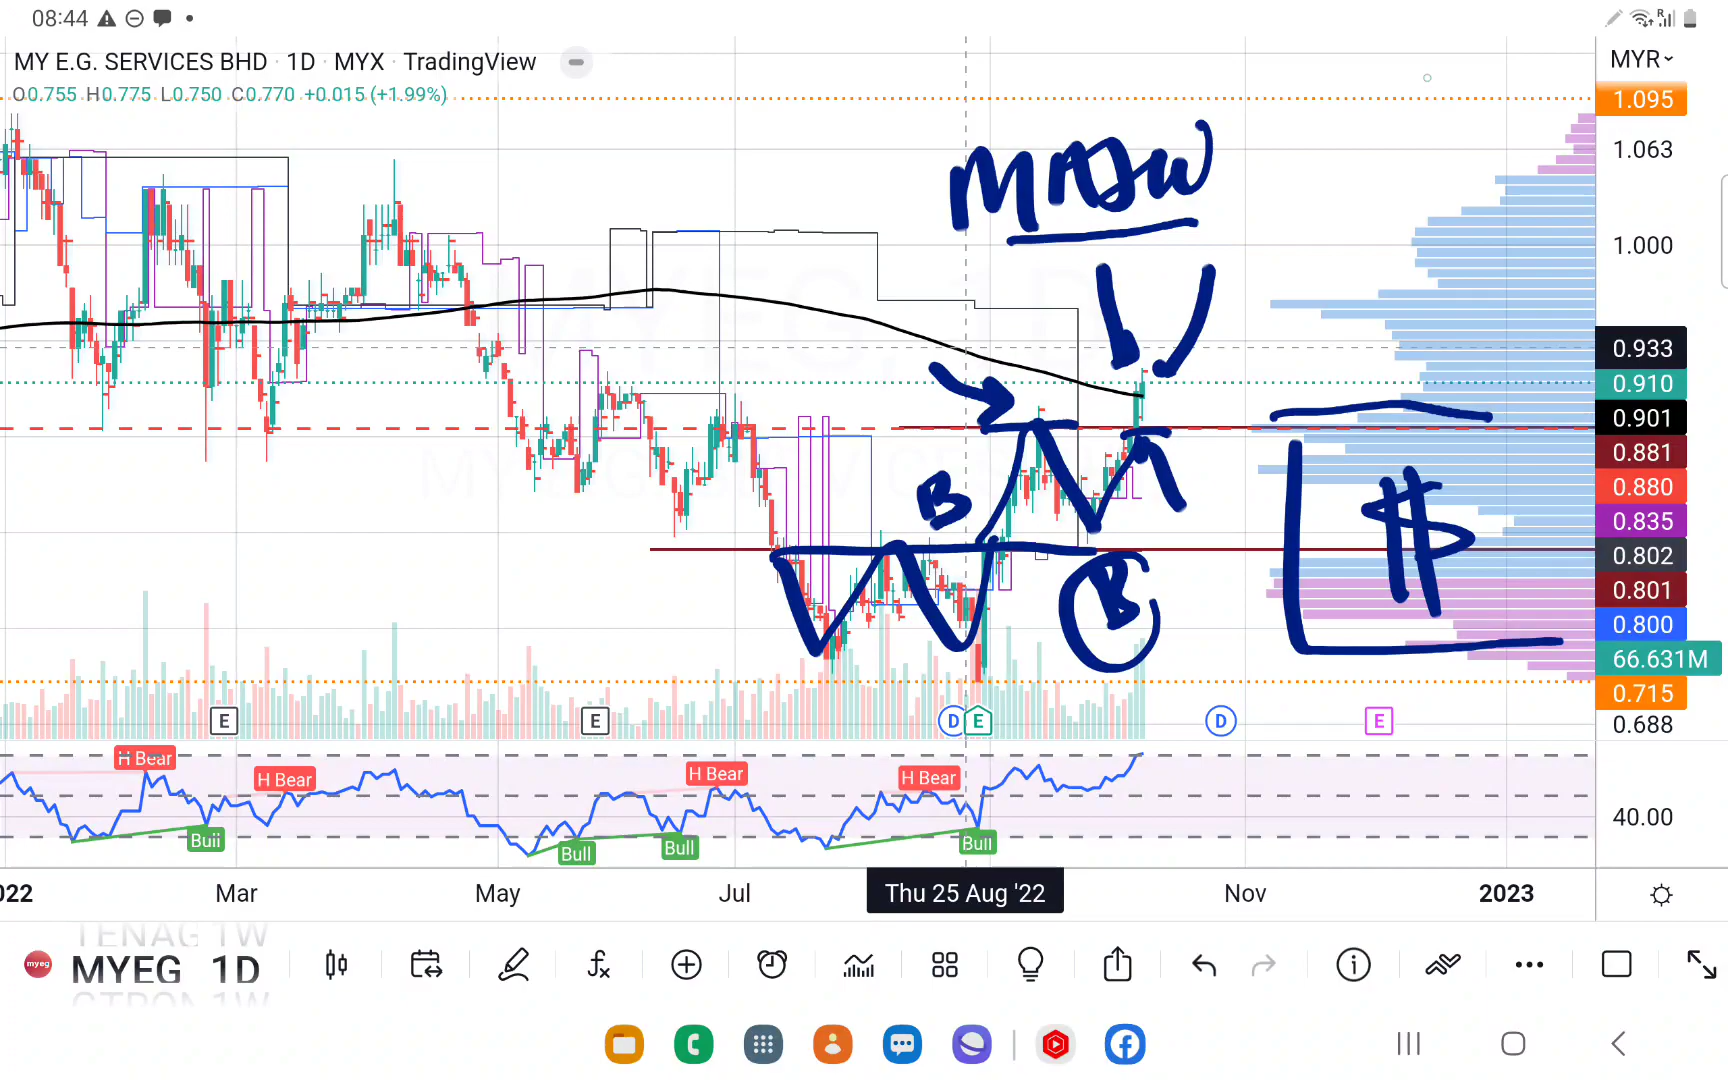 08:44
MY E.G. SERVICES BHD · 1D · MYX · TradingView
O0.755 H0.775 L0.750 C0.770 +0.015 (+1.99%)
MYR
1.095
1.063
1.000
0.933
0.910
0.901
0.881
0.880
0.835
0.802
0.801
0.800
66.631M
0.715
0.688
B
B
$
E
E
D
E
D
E
H Bear
H Bear
H Bear
H Bear
Bull
Bull
Bull
Bull
40.00
022
Mar
May
Jul
Thu 25 Aug '22
Nov
2023
TENAG 1W
myeg
MYEG 1D